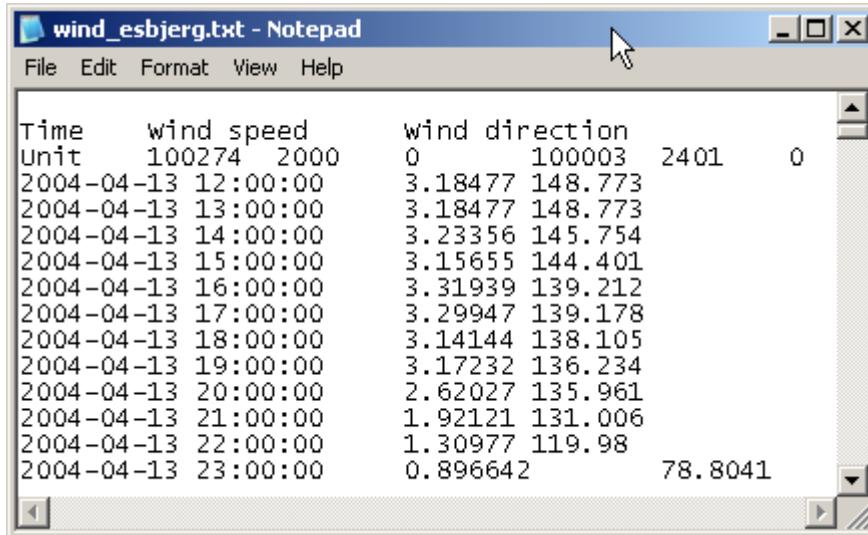 wind_esbjerg.txt - Notepad
File Edit Format View Help
Time Wind speed Wind direction
Unit 100274 2000 0 100003 2401 0
2004-04-13 12:00:00 3.18477 148.773
2004-04-13 13:00:00 3.18477 148.773
2004-04-13 14:00:00 3.23356 145.754
2004-04-13 15:00:00 3.15655 144.401
2004-04-13 16:00:00 3.31939 139.212
2004-04-13 17:00:00 3.29947 139.178
2004-04-13 18:00:00 3.14144 138.105
2004-04-13 19:00:00 3.17232 136.234
2004-04-13 20:00:00 2.62027 135.961
2004-04-13 21:00:00 1.92121 131.006
2004-04-13 22:00:00 1.30977 119.98
2004-04-13 23:00:00 0.896642 78.8041